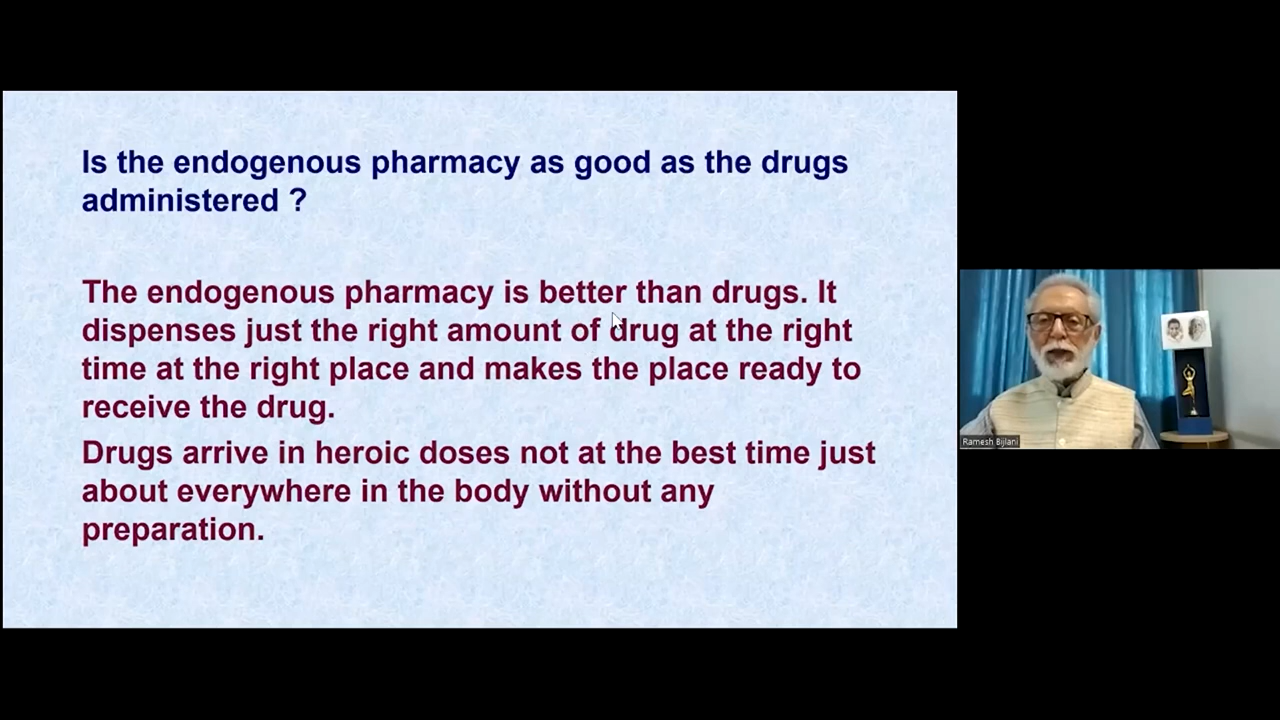 Is the endogenous pharmacy as good as the drugs
administered ?
The endogenous pharmacy is better than drugs. It
dispenses just the right amount of drug at the right
time at the right place and makes the place ready to
receive the drug.
Drugs arrive in heroic doses not at the best time just
about everywhere in the body without any
preparation.
Ramesh Bijlani